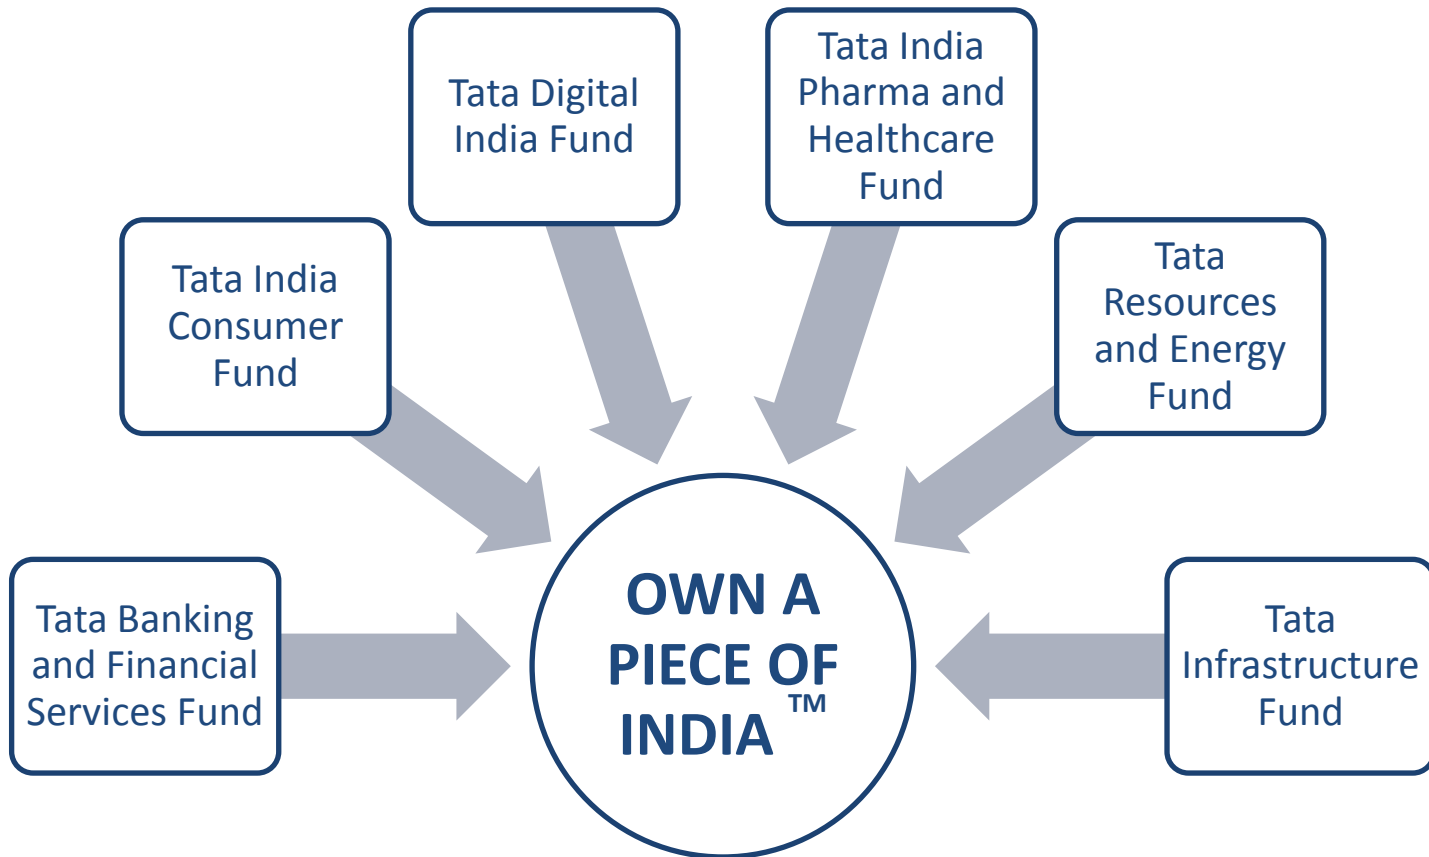 Tata Digital
India Fund
Tata India
Pharma and
Healthcare
Fund
Tata India
Consumer
Fund
Tata
Resources
and Energy
Fund
Tata Banking
and Financial
Services Fund
OWN A
PIECE OF
INDIA ™
Tata
Infrastructure
Fund